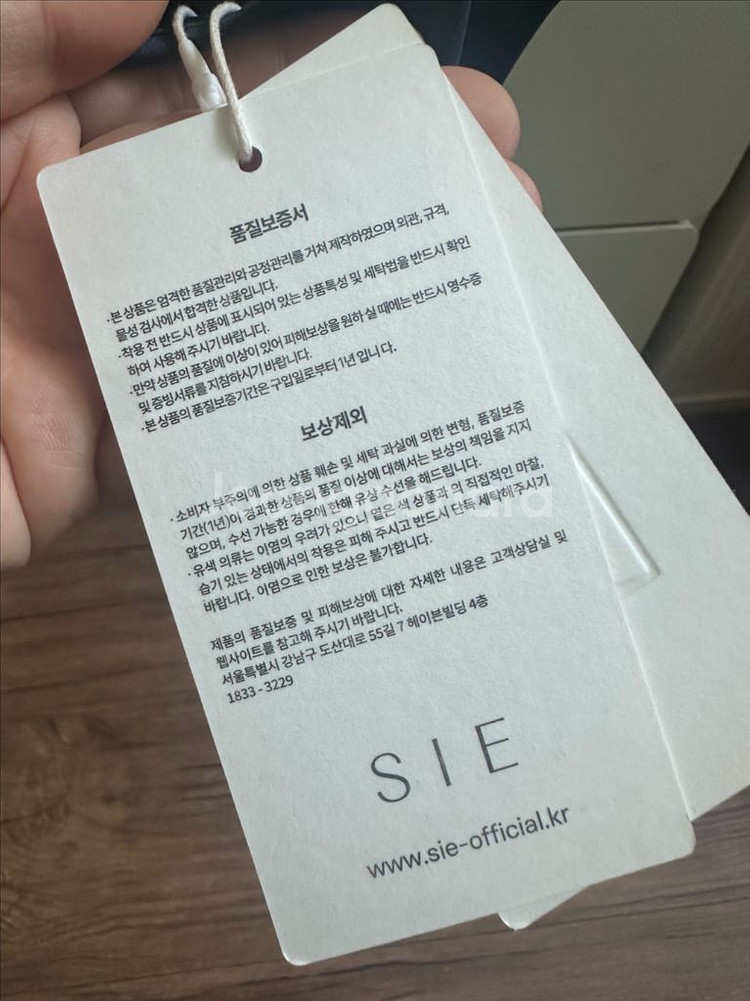 품질보증서
·본 상품은 엄격한 품질관리와 공정관리를 거쳐 제작하였으며 외관, 규격,
물성 검사에서 합격한 상품입니다.
·착용 전 반드시 상품에 표시되어 있는 상품특성 및 세탁법을 반드시 확인
하여 사용해 주시기 바랍니다.
·만약 상품의 품질에 이상이 있어 피해보상을 원하실 때에는 반드시 영수증
및 증빙서류를 지참하시기 바랍니다.
·본 상품의 품질보증기간은 구입일로부터 1년 입니다.
보상제외
·소비자 부주의에 의한 상품 훼손 및 세탁 과실에 의한 변형, 품질보증
기간(1년)이 경과한 상품의 품질 이상에 대해서는 보상의 책임을 지지
않으며, 수선 가능한 경우에 한해 유상 수선을 해드립니다.
·유색 의류는 이염의 우려가 있으니 옅은 색 상품과의 직접적인 마찰,
습기 있는 상태에서의 착용은 피해 주시고 반드시 단독 세탁해주시기
바랍니다. 이염으로 인한 보상은 불가합니다.
제품의 품질보증 및 피해보상에 대한 자세한 내용은 고객상담실 및
웹사이트를 참고해 주시기 바랍니다.
서울특별시 강남구 도산대로 55길 7 헤이븐빌딩 4층
1833 - 3229
SIE
www.sie-official.kr